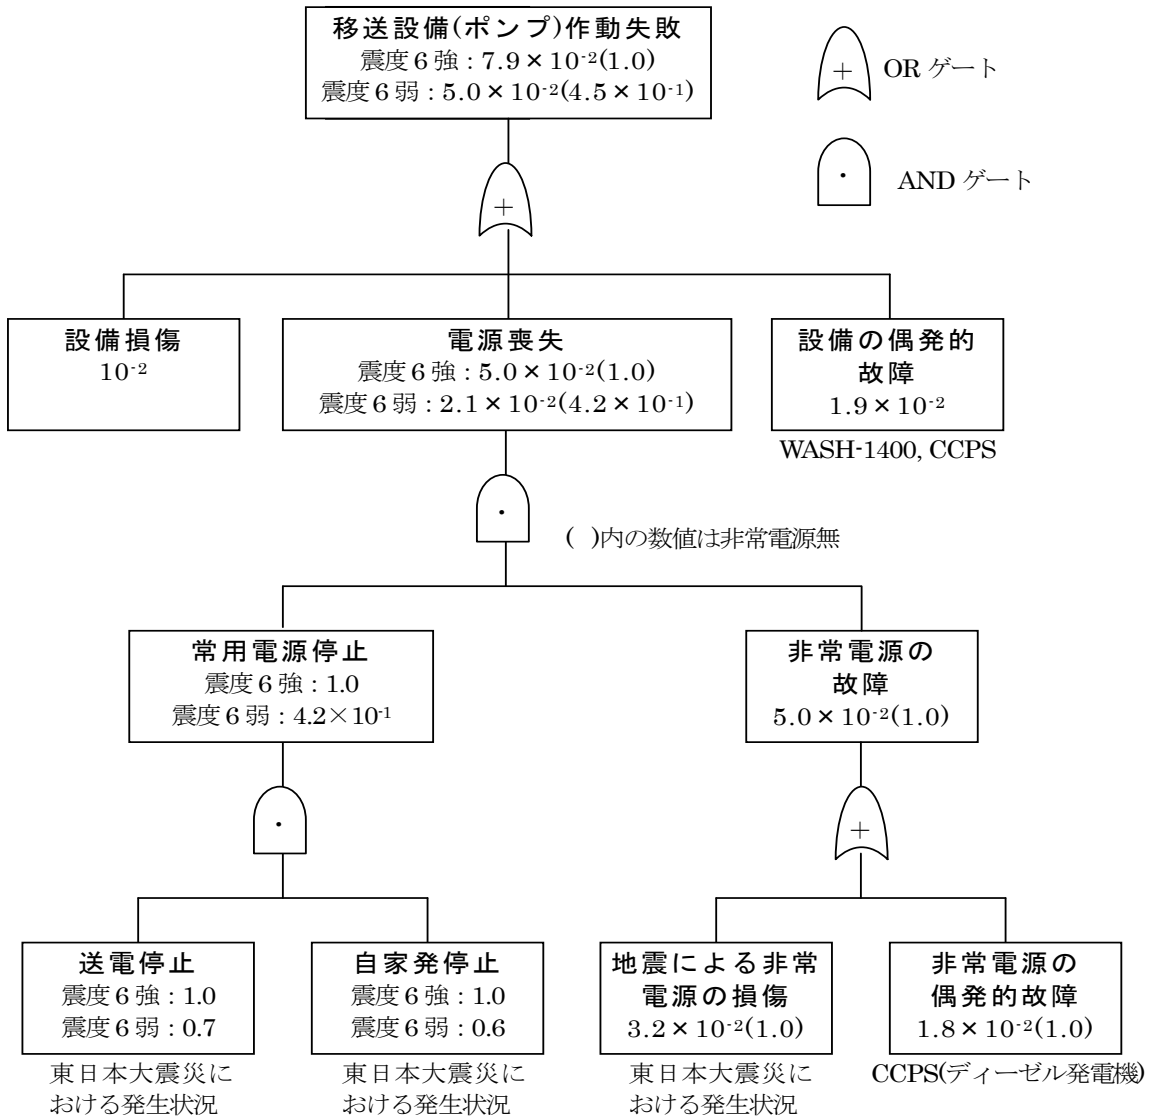 移送設備(ポンプ)作動失敗
震度6強:7.9×10⁻²(1.0)
震度6弱:5.0×10⁻²(4.5×10⁻¹)
+
ORゲート
・
ANDゲート
+
設備損傷
10⁻²
電源喪失
震度6強:5.0×10⁻²(1.0)
震度6弱:2.1×10⁻²(4.2×10⁻¹)
設備の偶発的
故障
1.9×10⁻²
WASH-1400, CCPS
・
( )内の数値は非常電源無
常用電源停止
震度6強:1.0
震度6弱:4.2×10⁻¹
非常電源の
故障
5.0×10⁻²(1.0)
・
+
送電停止
震度6強:1.0
震度6弱:0.7
東日本大震災に
おける発生状況
自家発停止
震度6強:1.0
震度6弱:0.6
東日本大震災に
おける発生状況
地震による非常
電源の損傷
3.2×10⁻²(1.0)
東日本大震災に
おける発生状況
非常電源の
偶発的故障
1.8×10⁻²(1.0)
CCPS(ディーゼル発電機)